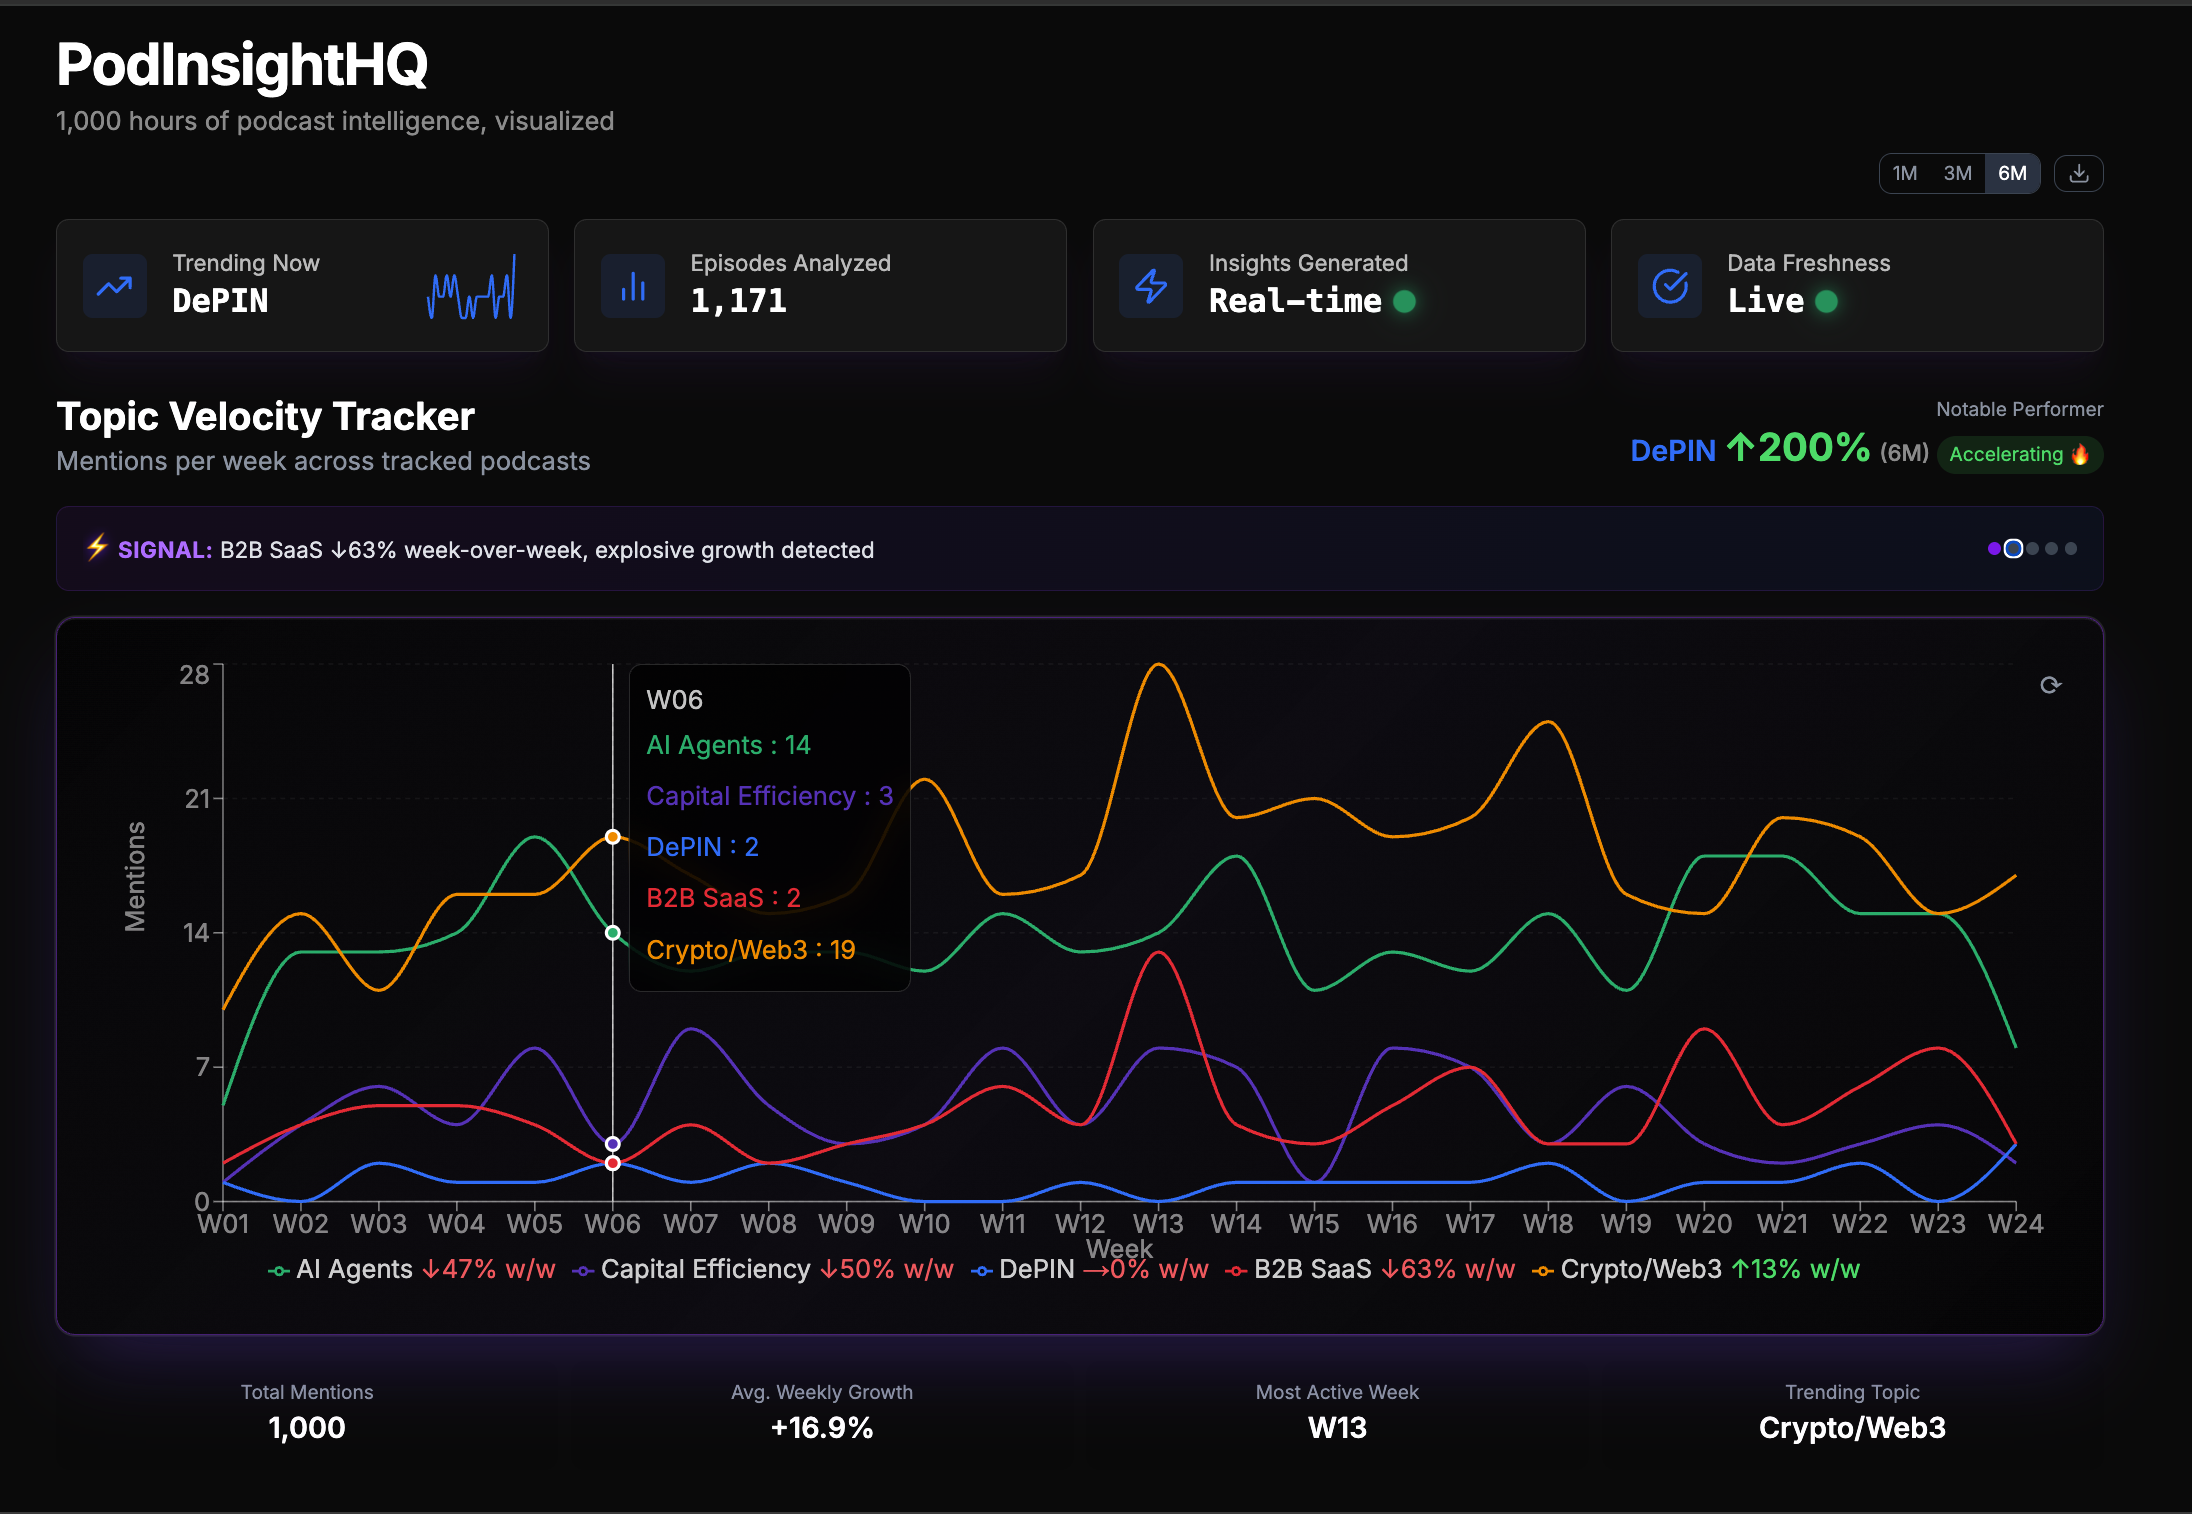 PodInsightHQ
1,000 hours of podcast intelligence, visualized
1M 3M 6M
Trending Now
DePIN
Episodes Analyzed
1,171
Insights Generated
Real-time
Data Freshness
Live
Topic Velocity Tracker
Mentions per week across tracked podcasts
Notable Performer
DePIN ↑200% (6M) Accelerating 🔥
⚡ SIGNAL: B2B SaaS ↓63% week-over-week, explosive growth detected
28
21
14
7
0
Mentions
W06
AI Agents : 14
Capital Efficiency : 3
DePIN : 2
B2B SaaS : 2
Crypto/Web3 : 19
W01 W02 W03 W04 W05 W06 W07 W08 W09 W10 W11 W12 W13 W14 W15 W16 W17 W18 W19 W20 W21 W22 W23 W24
Week
AI Agents ↓47% w/w Capital Efficiency ↓50% w/w DePIN →0% w/w B2B SaaS ↓63% w/w Crypto/Web3 ↑13% w/w
Total Mentions
1,000
Avg. Weekly Growth
+16.9%
Most Active Week
W13
Trending Topic
Crypto/Web3